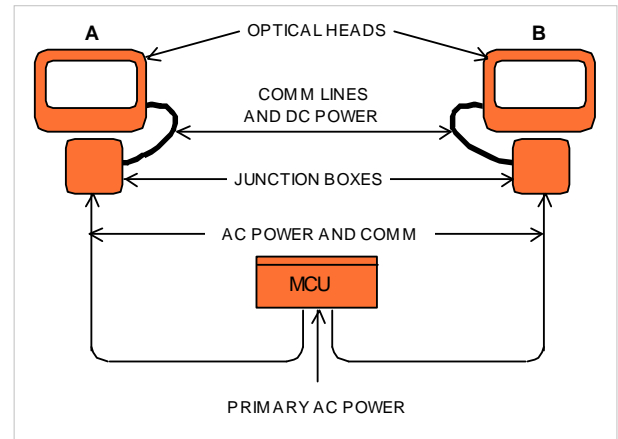 A
OPTICAL HEADS
B
COMM LINES
AND DC POWER
JUNCTION BOXES
AC POWER AND COMM
MCU
PRIMARY AC POWER